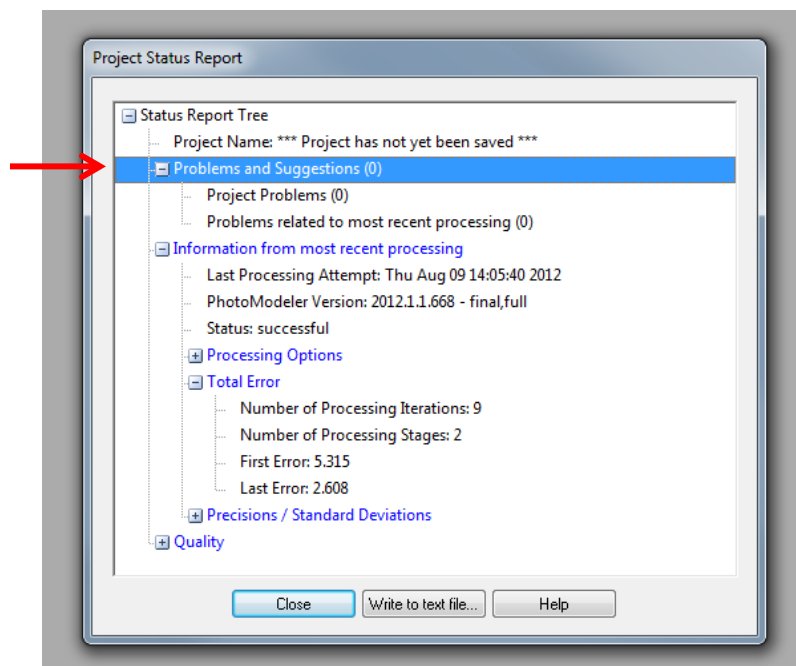 Project Status Report
Status Report Tree
Project Name: *** Project has not yet been saved ***
Problems and Suggestions (0)
Project Problems (0)
Problems related to most recent processing (0)
Information from most recent processing
Last Processing Attempt: Thu Aug 09 14:05:40 2012
PhotoModeler Version: 2012.1.1.668 - final,full
Status: successful
Processing Options
Total Error
Number of Processing Iterations: 9
Number of Processing Stages: 2
First Error: 5.315
Last Error: 2.608
Precisions / Standard Deviations
Quality
Close Write to text file... Help